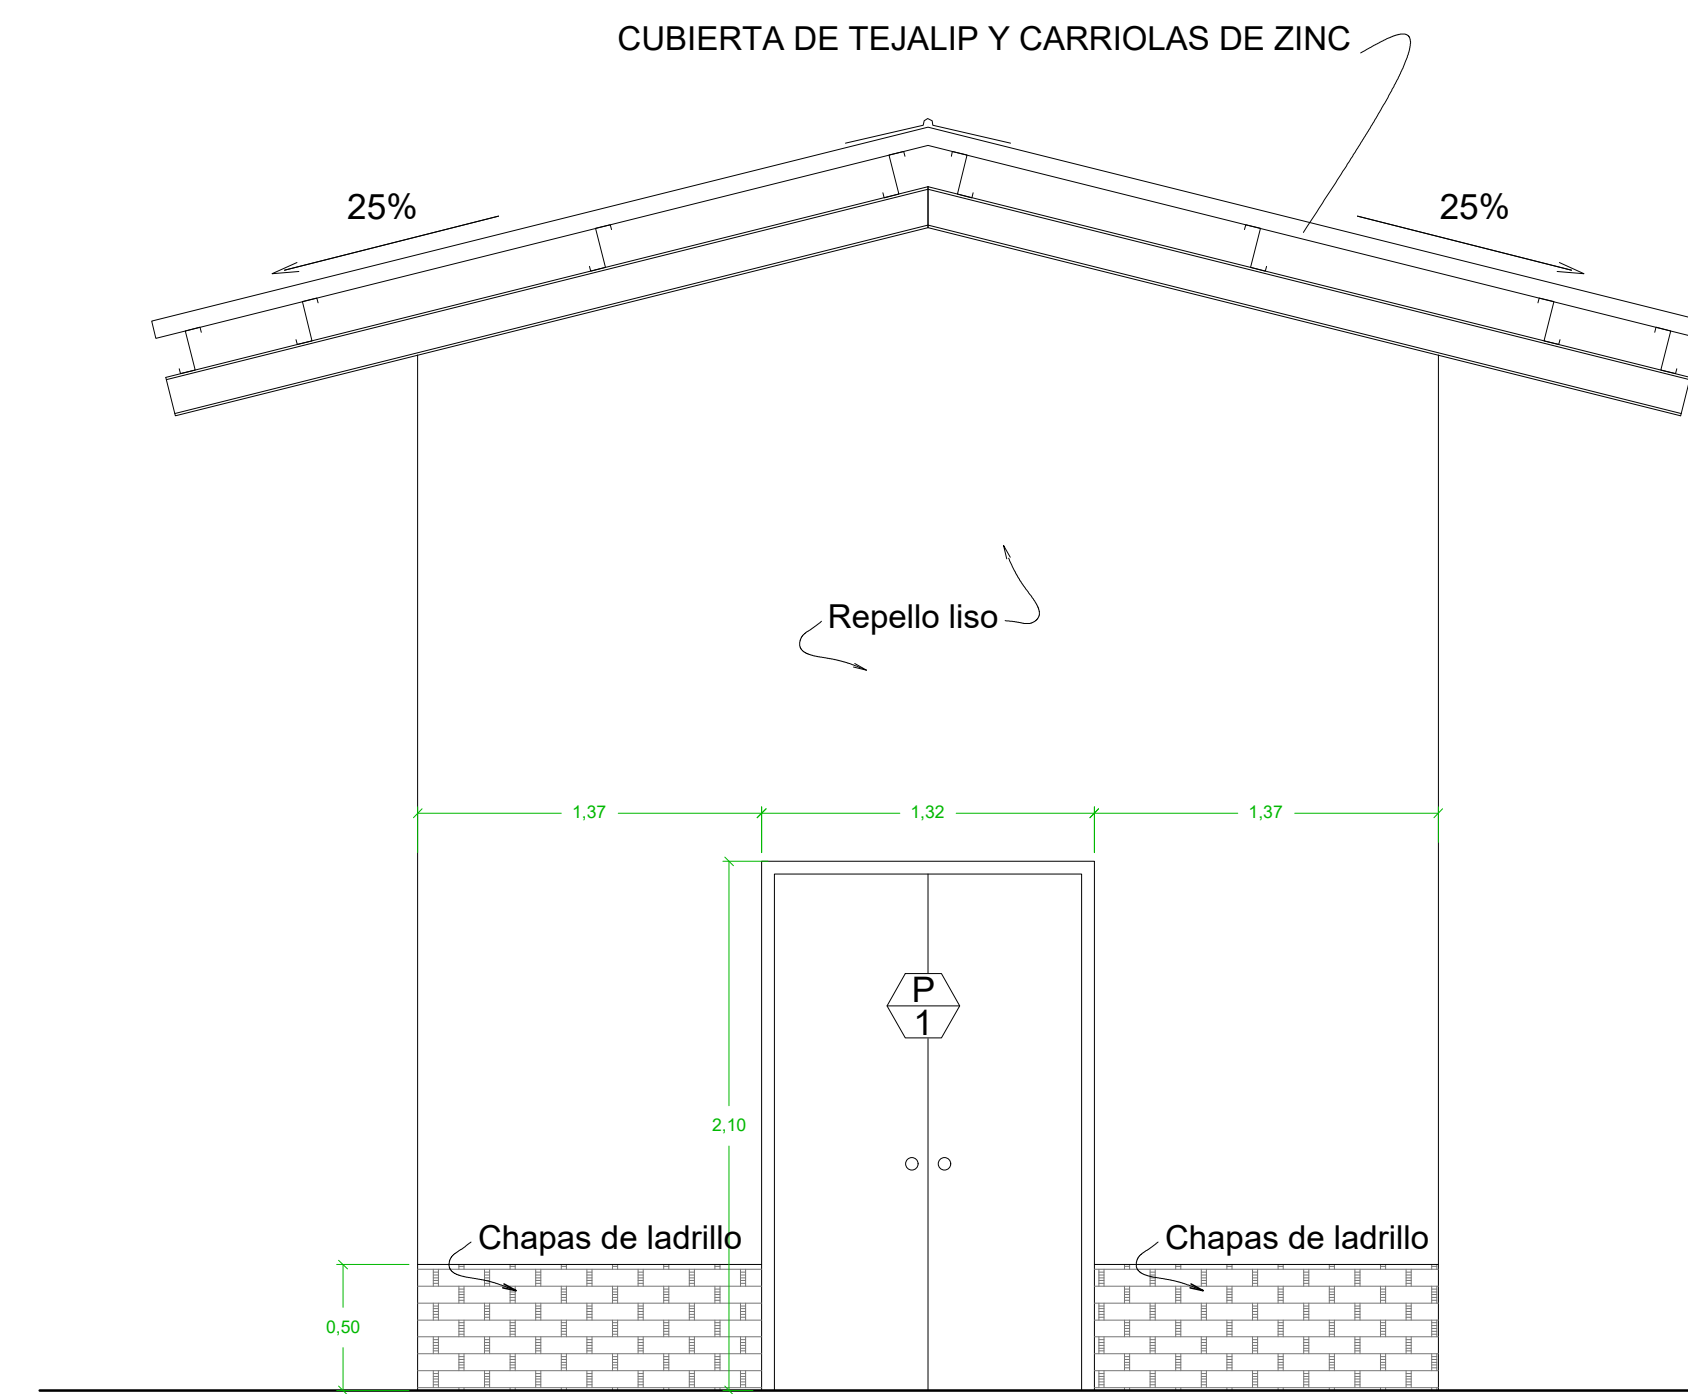 CUBIERTA DE TEJALIP Y CARRIOLAS DE ZINC
25%
25%
Repello liso
1,37
1,32
1,37
P
1
2,10
Chapas de ladrillo
Chapas de ladrillo
0,50